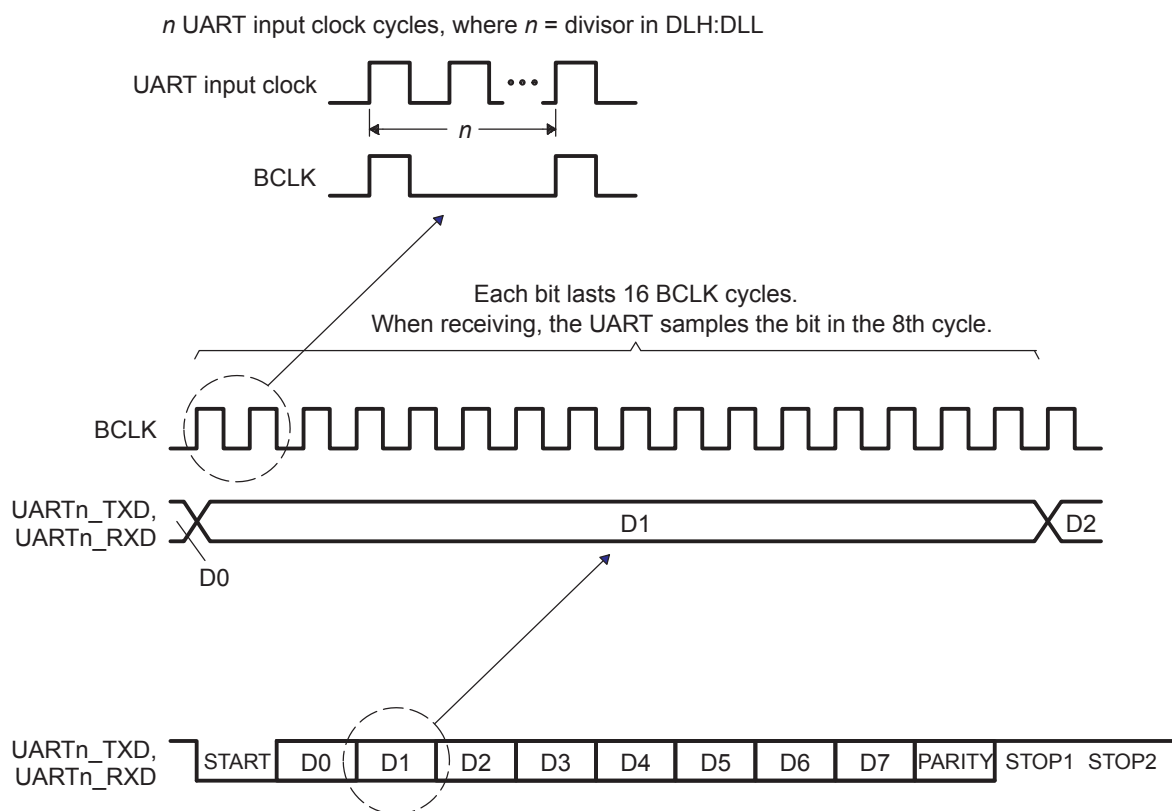 n UART input clock cycles, where n = divisor in DLH:DLL
UART input clock
n
BCLK
Each bit lasts 16 BCLK cycles.
When receiving, the UART samples the bit in the 8th cycle.
BCLK
UARTn_TXD,
UARTn_RXD
D1
D2
D0
UARTn_TXD,
UARTn_RXD
START D0 D1 D2 D3 D4 D5 D6 D7 PARITY STOP1 STOP2